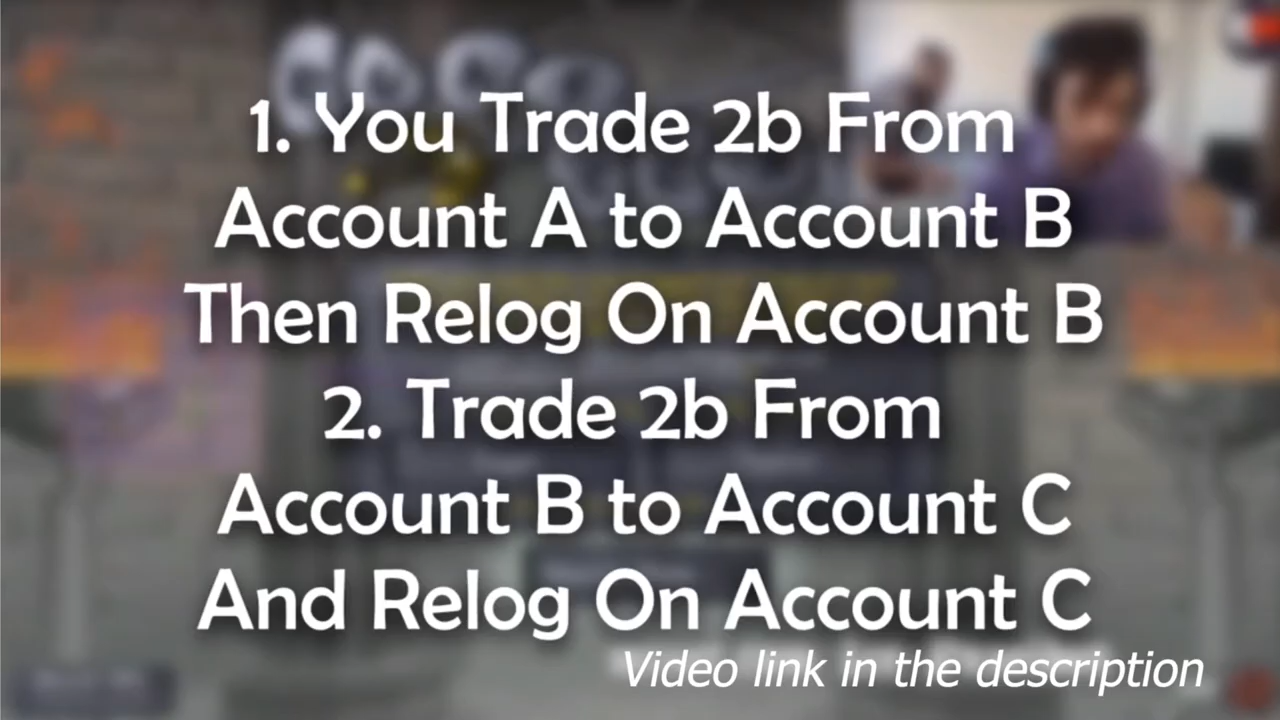 1. You Trade 2b From
Account A to Account B
Then Relog On Account B
2. Trade 2b From
Account B to Account C
And Relog On Account C
Video link in the description